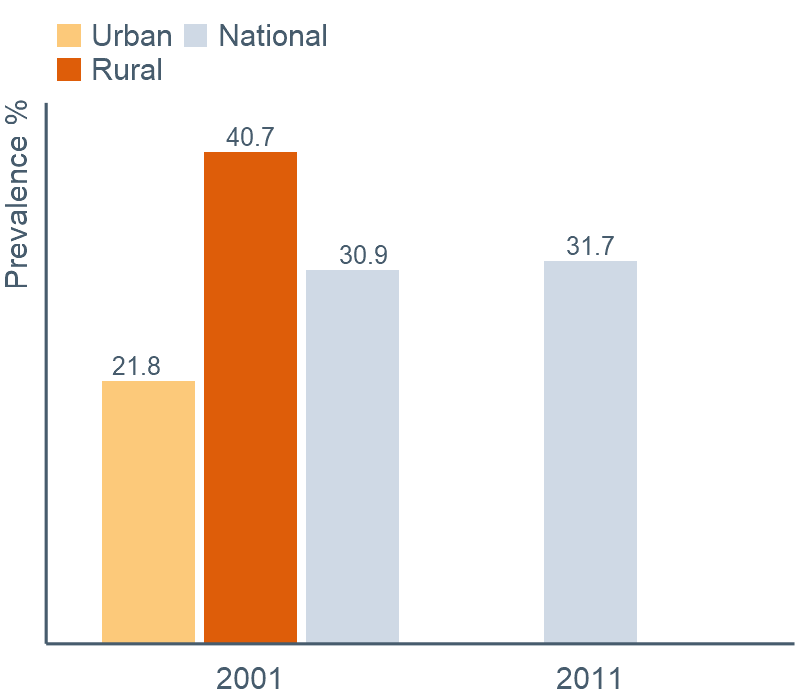 Urban National
Rural
Prevalence %
40.7
30.9
31.7
21.8
2001 2011